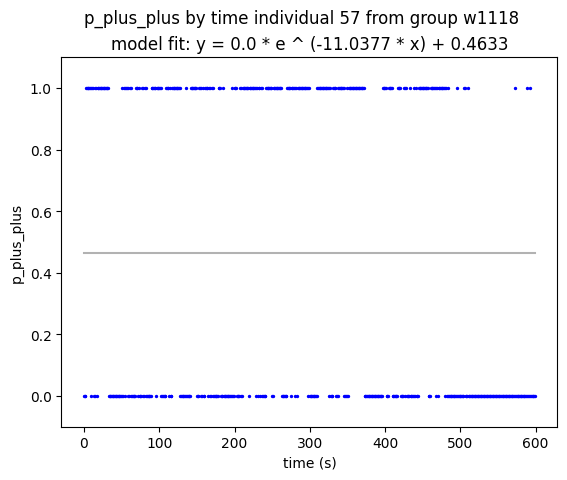 p_plus_plus by time individual 57 from group w1118
model fit: y = 0.0 * e ^ (-11.0377 * x) + 0.4633
1.0
0.8
0.6
0.4
0.2
0.0
p_plus_plus
0 100 200 300 400 500 600
time (s)